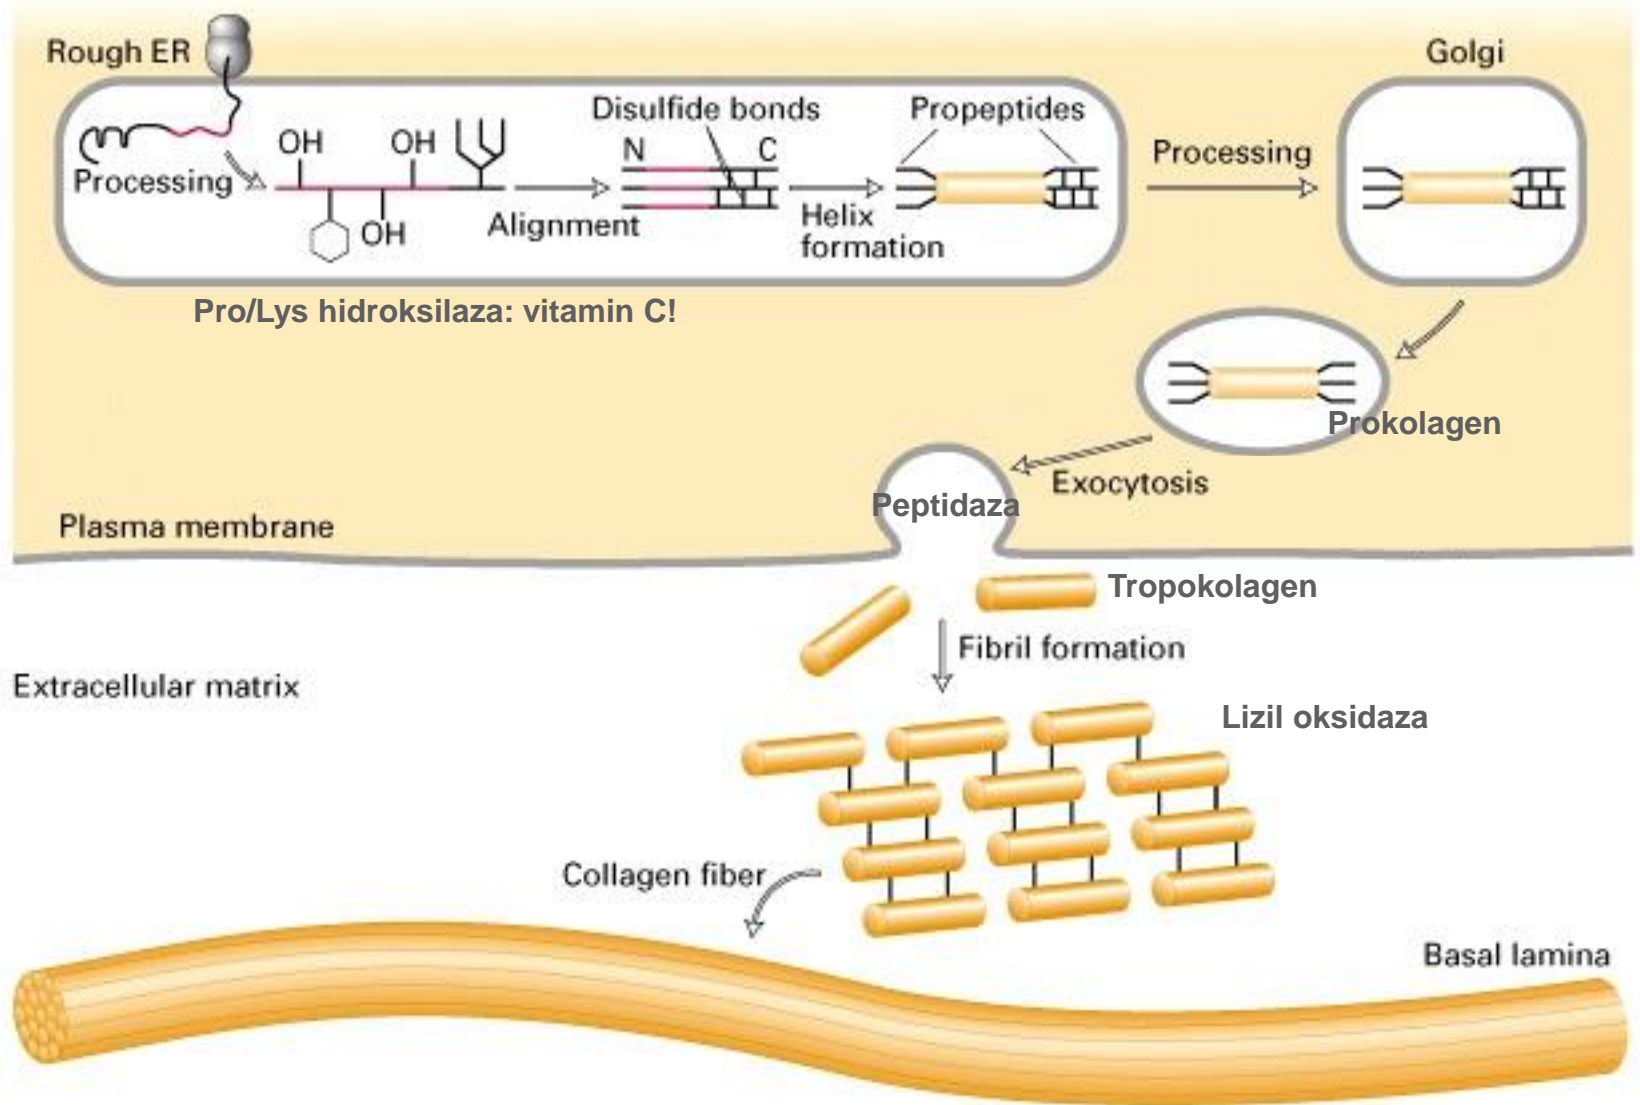 Rough ER
Golgi
Disulfide bonds
Propeptides
OH
OH
N
C
Processing
Processing
OH
Alignment
Helix
formation
Pro/Lys hidroksilaza: vitamin C!
Prokolagen
Exocytosis
Peptidaza
Plasma membrane
Tropokolagen
Fibril formation
Extracellular matrix
Lizil oksidaza
Collagen fiber
Basal lamina